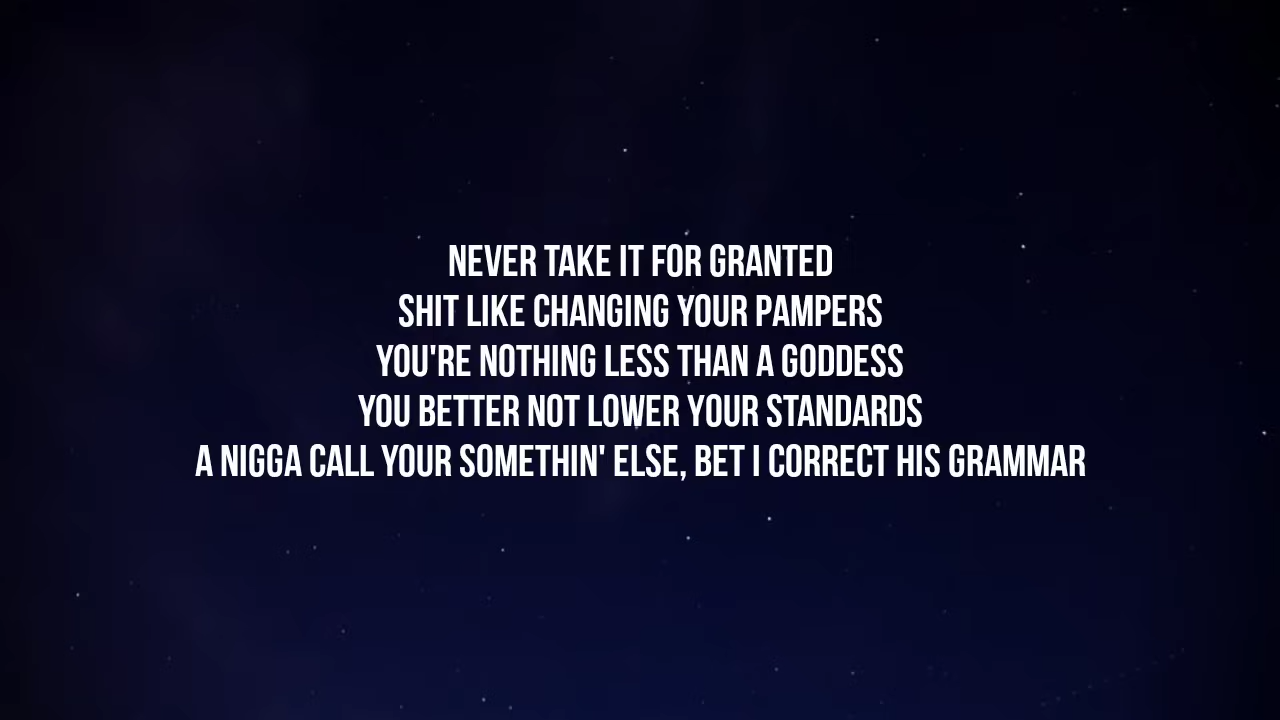 NEVER TAKE IT FOR GRANTED
SHIT LIKE CHANGING YOUR PAMPERS
YOU'RE NOTHING LESS THAN A GODDESS
YOU BETTER NOT LOWER YOUR STANDARDS
A NIGGA CALL YOUR SOMETHIN' ELSE, BET I CORRECT HIS GRAMMAR